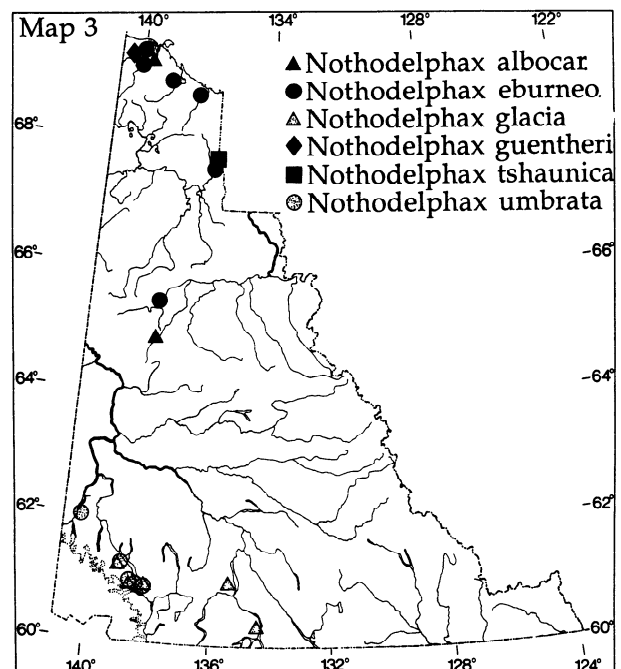 Map 3
140° 134° 128° 122°
▲ Nothodelphax albocar.
● Nothodelphax eburneo.
Nothodelphax glacia
◆ Nothodelphax guentheri
■ Nothodelphax tshaunica
Nothodelphax umbrata
68°
66° 66°
64° 64°
62° 62°
60° 60°
140° 136° 132° 128° 124°